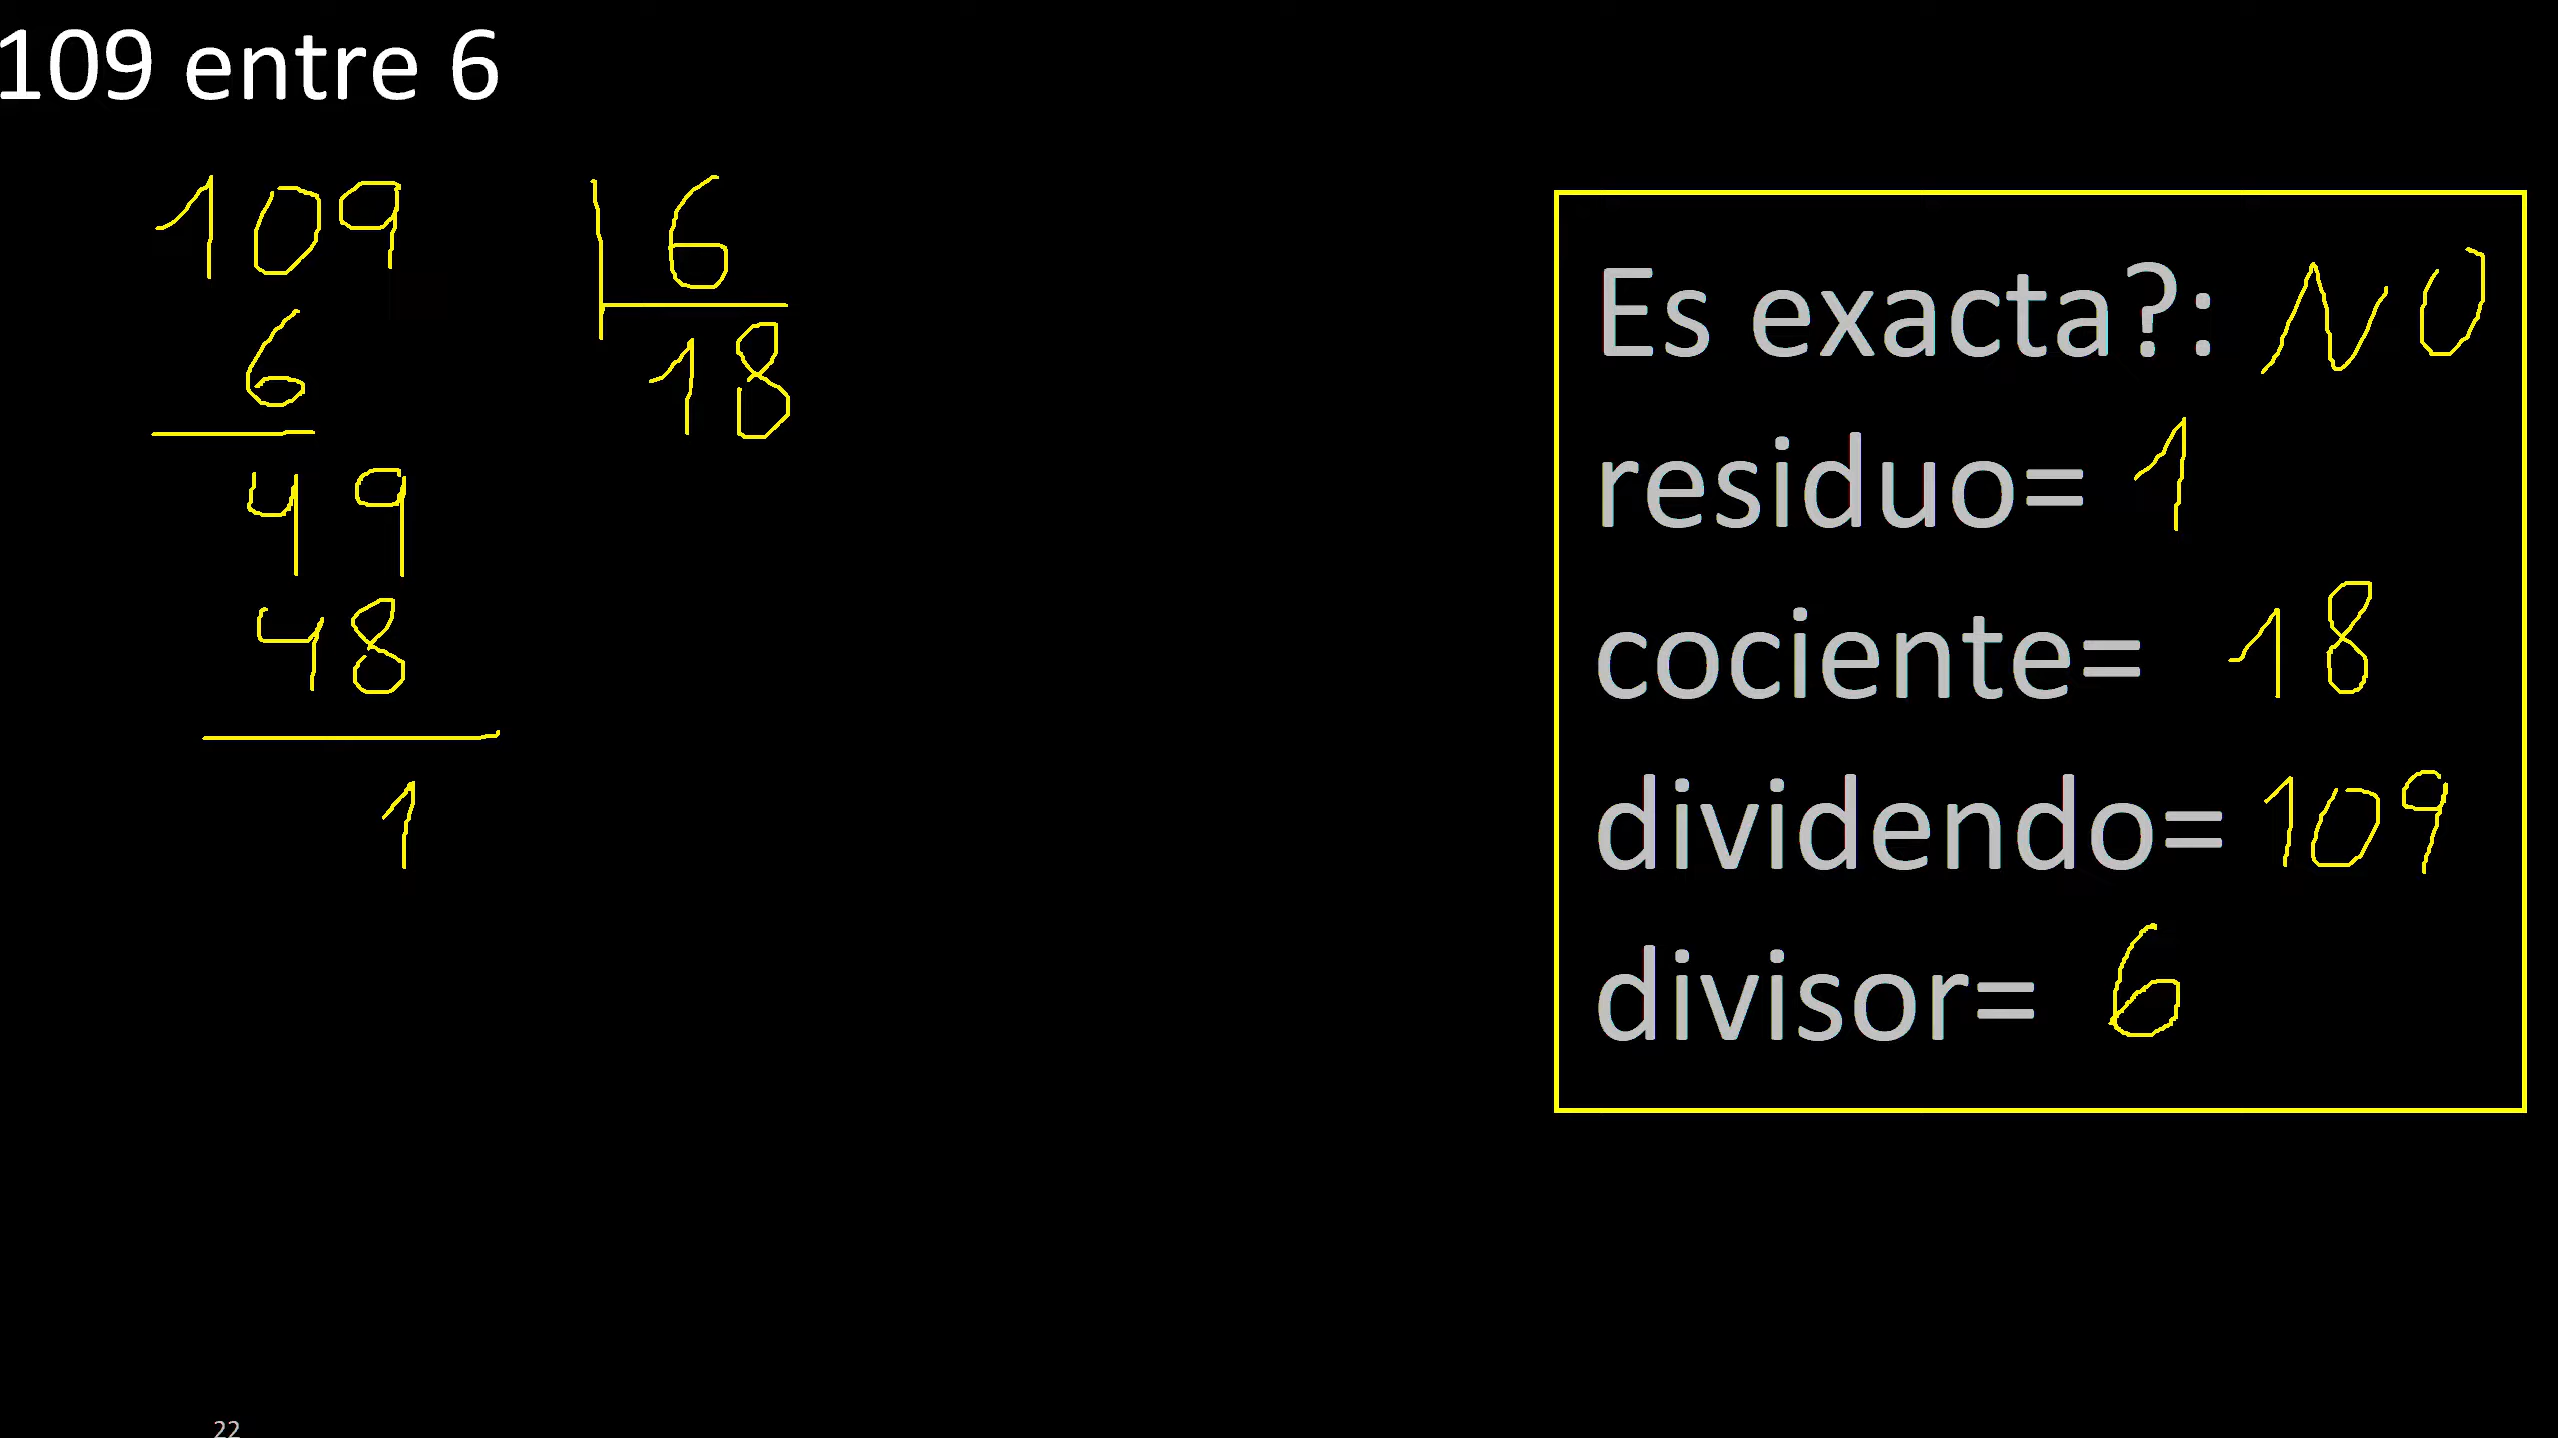 109 entre 6
109 6
6 18
49
48
1
Es exacta?: NO
residuo= 1
cociente= 18
dividendo= 109
divisor= 6
22